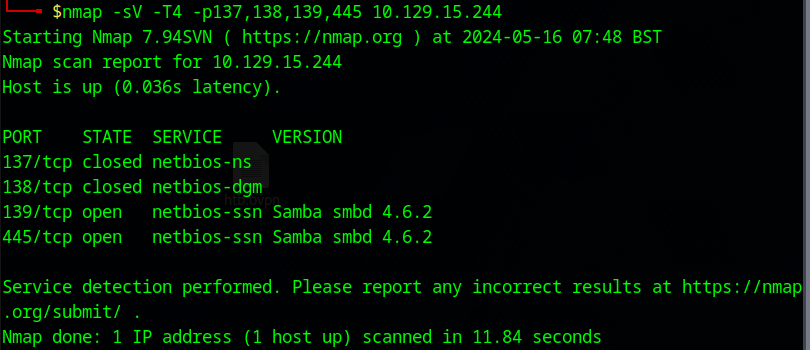 $nmap -sV -T4 -p137,138,139,445 10.129.15.244
Starting Nmap 7.94SVN ( https://nmap.org ) at 2024-05-16 07:48 BST
Nmap scan report for 10.129.15.244
Host is up (0.036s latency).
PORT    STATE  SERVICE     VERSION
137/tcp closed netbios-ns
138/tcp closed netbios-dgm
139/tcp open   netbios-ssn Samba smbd 4.6.2
445/tcp open   netbios-ssn Samba smbd 4.6.2
Service detection performed. Please report any incorrect results at https://nmap
.org/submit/ .
Nmap done: 1 IP address (1 host up) scanned in 11.84 seconds